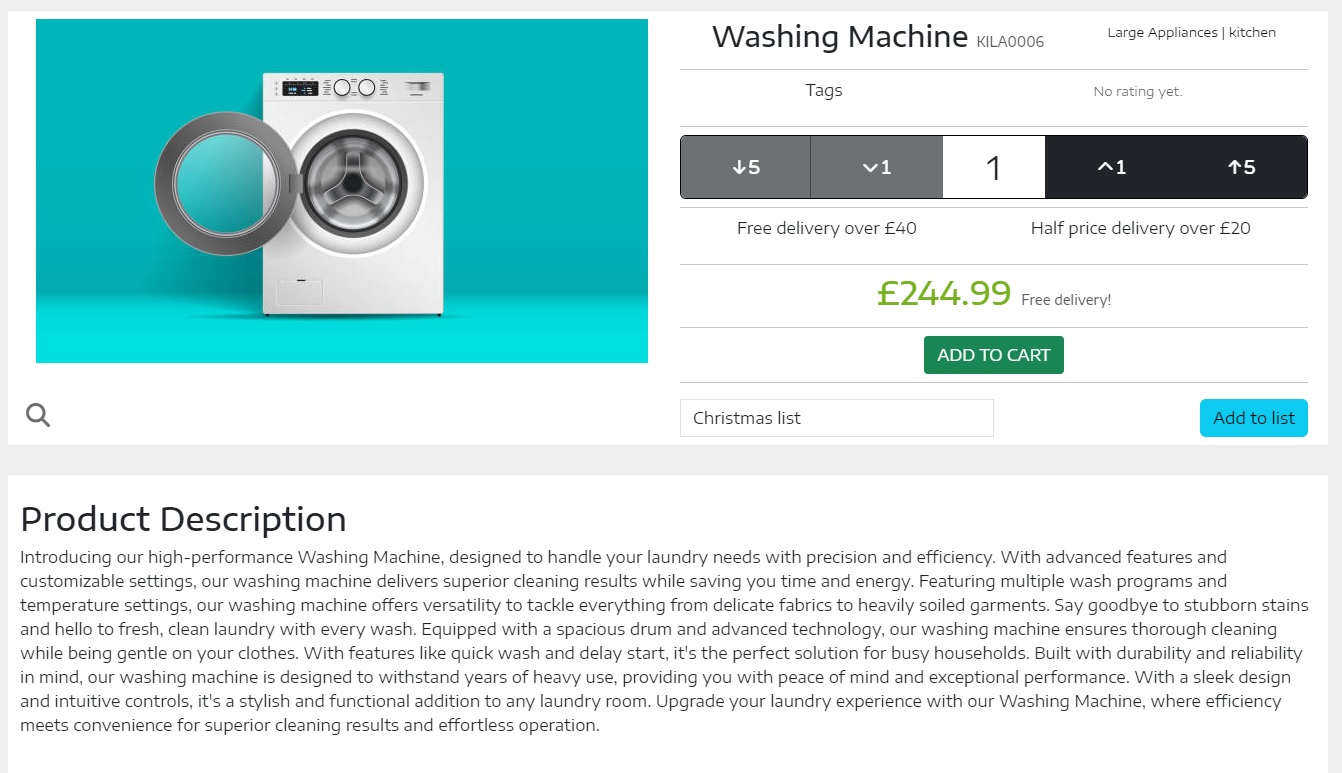 Washing Machine KILA0006
Large Appliances | kitchen
Tags
No rating yet.
5
1
1
1
5
Free delivery over £40
Half price delivery over £20
£244.99 Free delivery!
ADD TO CART
Christmas list
Add to list
Product Description
Introducing our high-performance Washing Machine, designed to handle your laundry needs with precision and efficiency. With advanced features and
customizable settings, our washing machine delivers superior cleaning results while saving you time and energy. Featuring multiple wash programs and
temperature settings, our washing machine offers versatility to tackle everything from delicate fabrics to heavily soiled garments. Say goodbye to stubborn stains
and hello to fresh, clean laundry with every wash. Equipped with a spacious drum and advanced technology, our washing machine ensures thorough cleaning
while being gentle on your clothes. With features like quick wash and delay start, it's the perfect solution for busy households. Built with durability and reliability
in mind, our washing machine is designed to withstand years of heavy use, providing you with peace of mind and exceptional performance. With a sleek design
and intuitive controls, it's a stylish and functional addition to any laundry room. Upgrade your laundry experience with our Washing Machine, where efficiency
meets convenience for superior cleaning results and effortless operation.